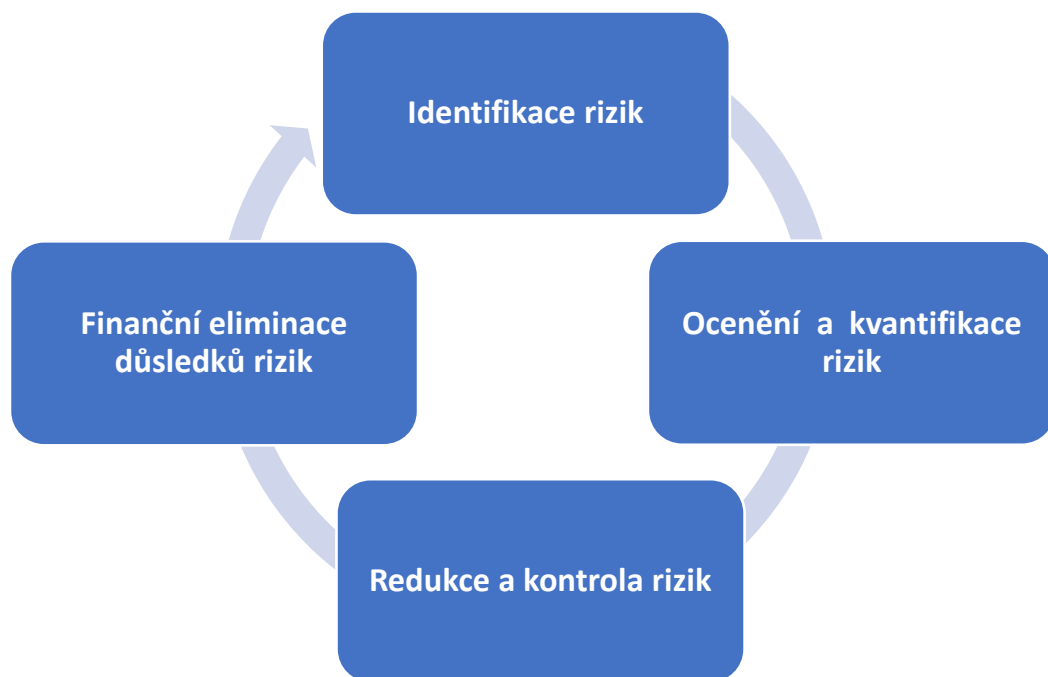 Identifikace rizik
Ocenění a kvantifikace
rizik
Redukce a kontrola rizik
Finanční eliminace
důsledků rizik